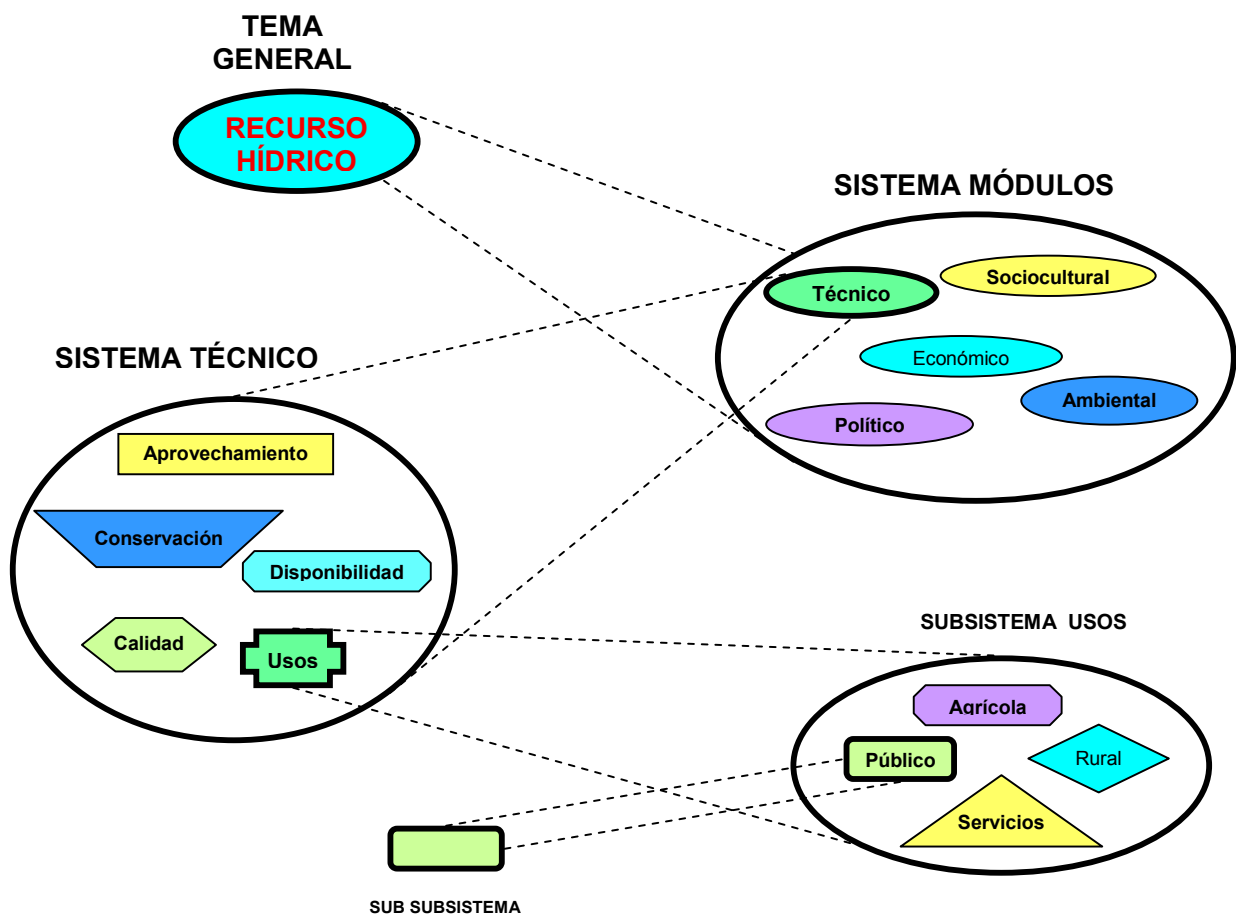 TEMA
GENERAL
RECURSO
HÍDRICO
SISTEMA MÓDULOS
Técnico
Sociocultural
Económico
Ambiental
Político
SISTEMA TÉCNICO
Aprovechamiento
Conservación
Disponibilidad
Calidad
Usos
SUBSISTEMA USOS
Agrícola
Público
Rural
Servicios
SUB SUBSISTEMA